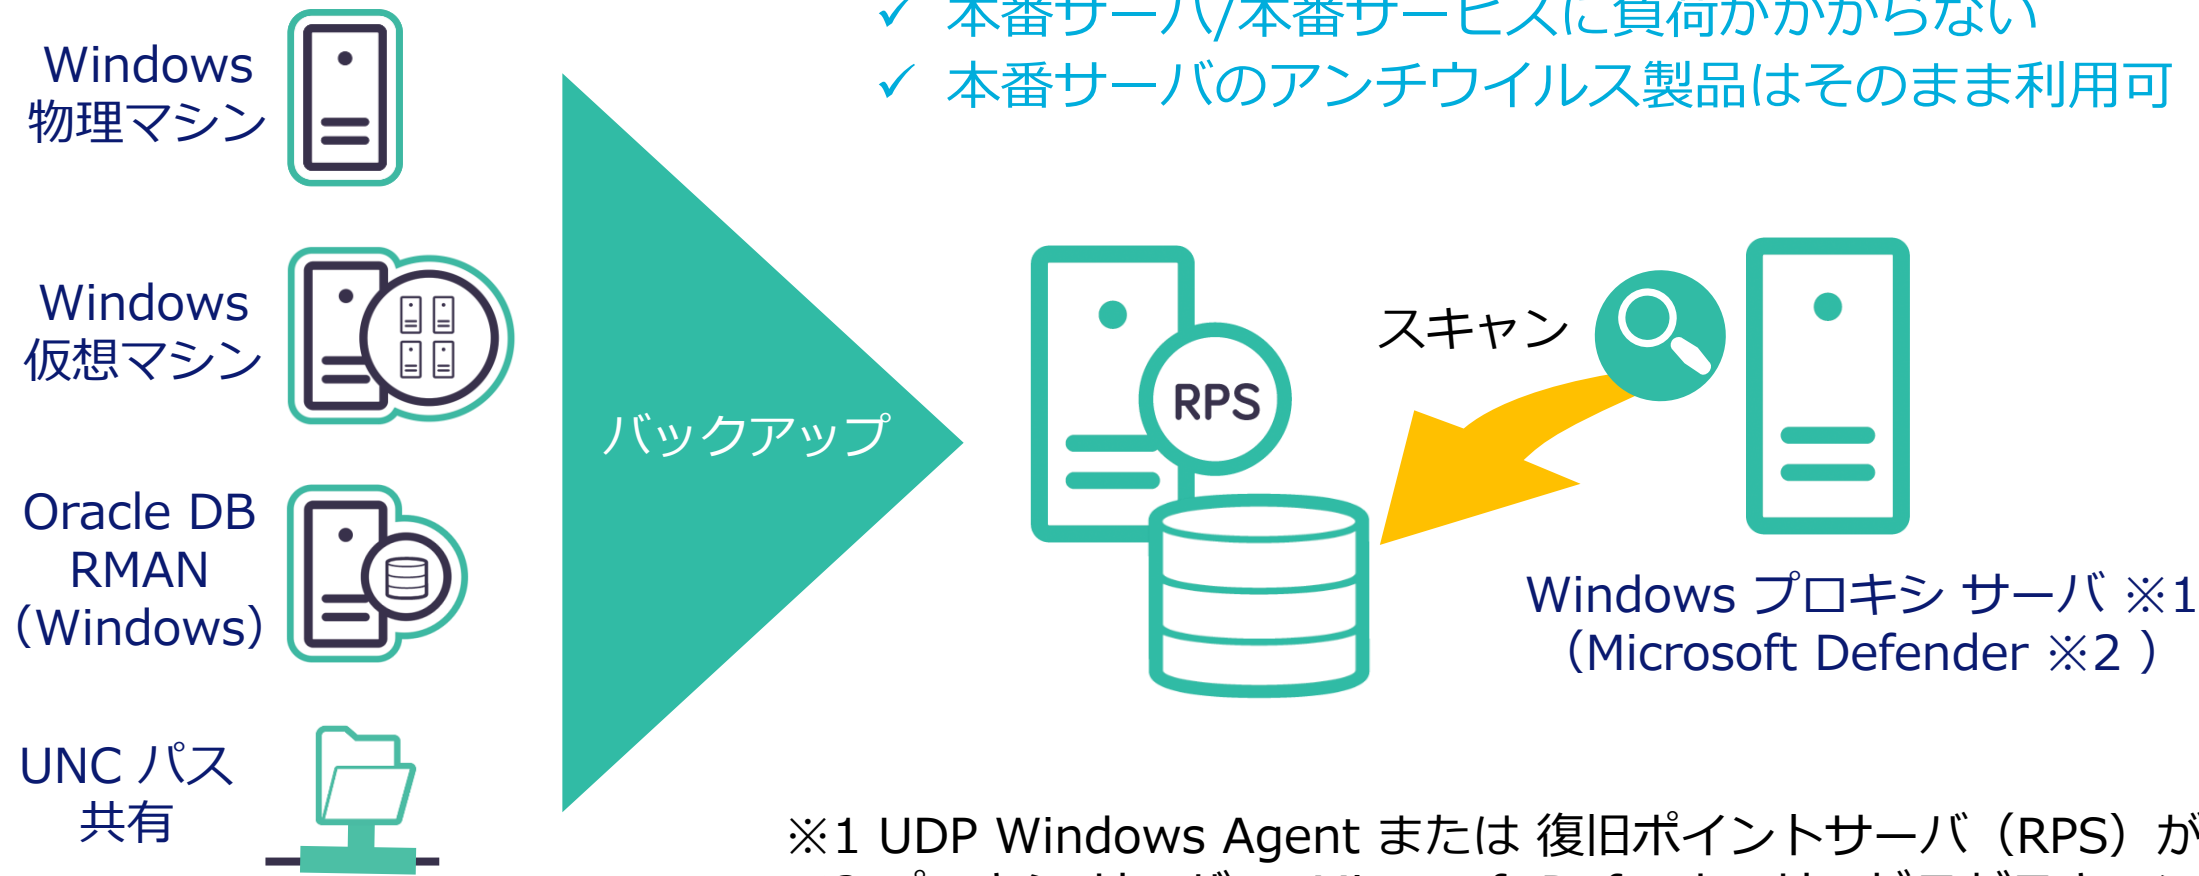 ✓ 本番サーバ/本番サービスに負荷がかからない
✓ 本番サーバのアンチウイルス製品はそのまま利用可
Windows
物理マシン
Windows
仮想マシン
Oracle DB
RMAN
（Windows）
UNC パス
共有
バックアップ
RPS
スキャン
Windows プロキシ サーバ ※1
（Microsoft Defender ※2 ）
※1 UDP Windows Agent または 復旧ポイントサーバ（RPS）が